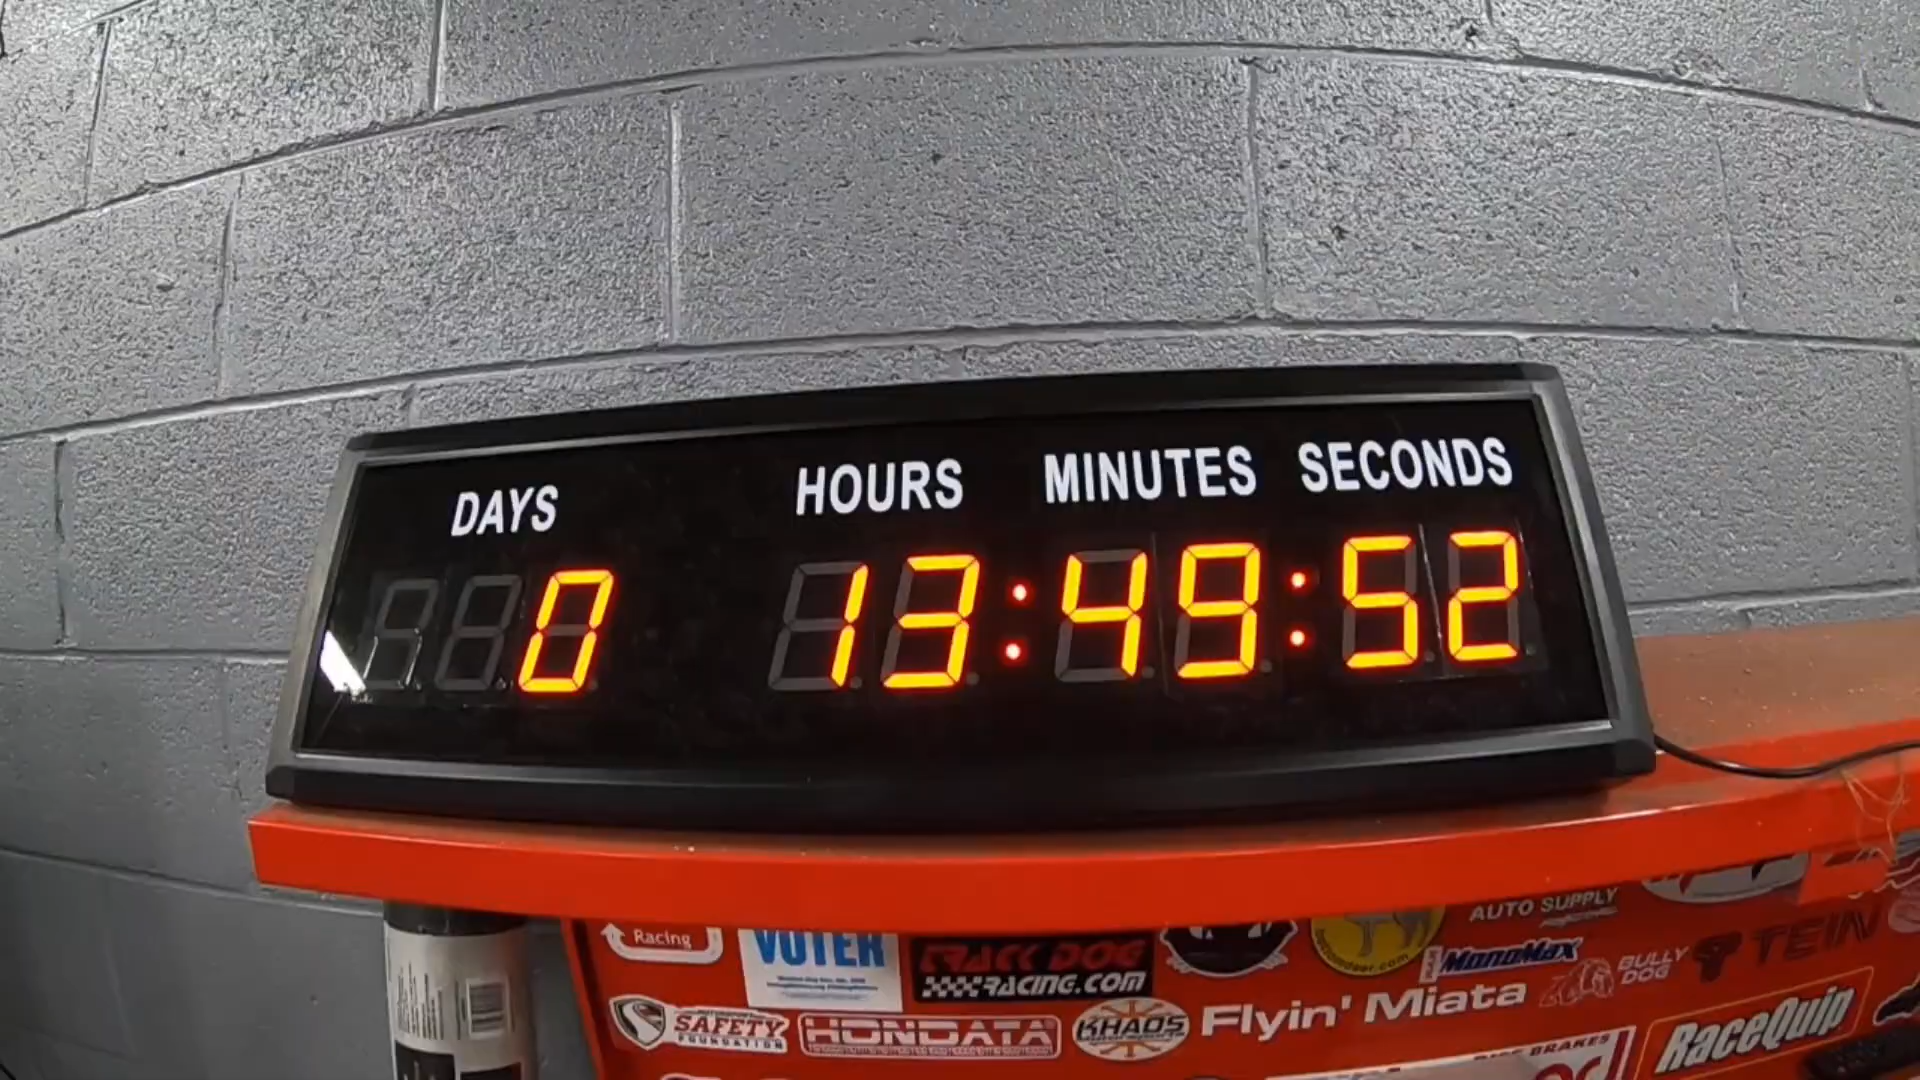 DAYS HOURS MINUTES SECONDS
0 13:49:52
Racing
VOTER
TRACK DOG
RACING.COM
AUTO SUPPLY
MonoMax
BULLY
DOG
TEIN
SAFETY
FOUNDATION
HONDATA
KHAOS
Flyin' Miata
RaceQuip
BRAKES